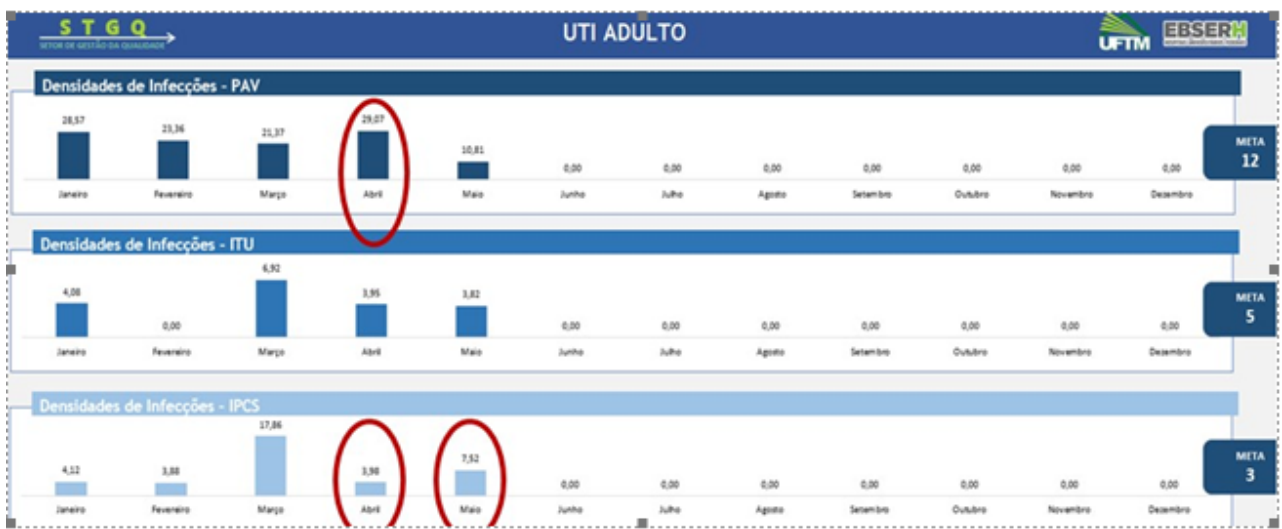 S T G Q
SETOR DE GESTÃO DA QUALIDADE
UTI ADULTO
UFTM
EBSERH
Densidades de Infecções - PAV
28,57 23,36 21,37 29,07 10,81 0,00 0,00 0,00 0,00 0,00 0,00 0,00
Janeiro Fevereiro Março Abril Maio Junho Julho Agosto Setembro Outubro Novembro Dezembro
META
12
Densidades de Infecções - ITU
4,08 0,00 6,92 3,95 3,82 0,00 0,00 0,00 0,00 0,00 0,00 0,00
Janeiro Fevereiro Março Abril Maio Junho Julho Agosto Setembro Outubro Novembro Dezembro
META
5
Densidades de Infecções - IPCS
4,12 3,88 17,86 3,98 7,52 0,00 0,00 0,00 0,00 0,00 0,00 0,00
Janeiro Fevereiro Março Abril Maio Junho Julho Agosto Setembro Outubro Novembro Dezembro
META
3